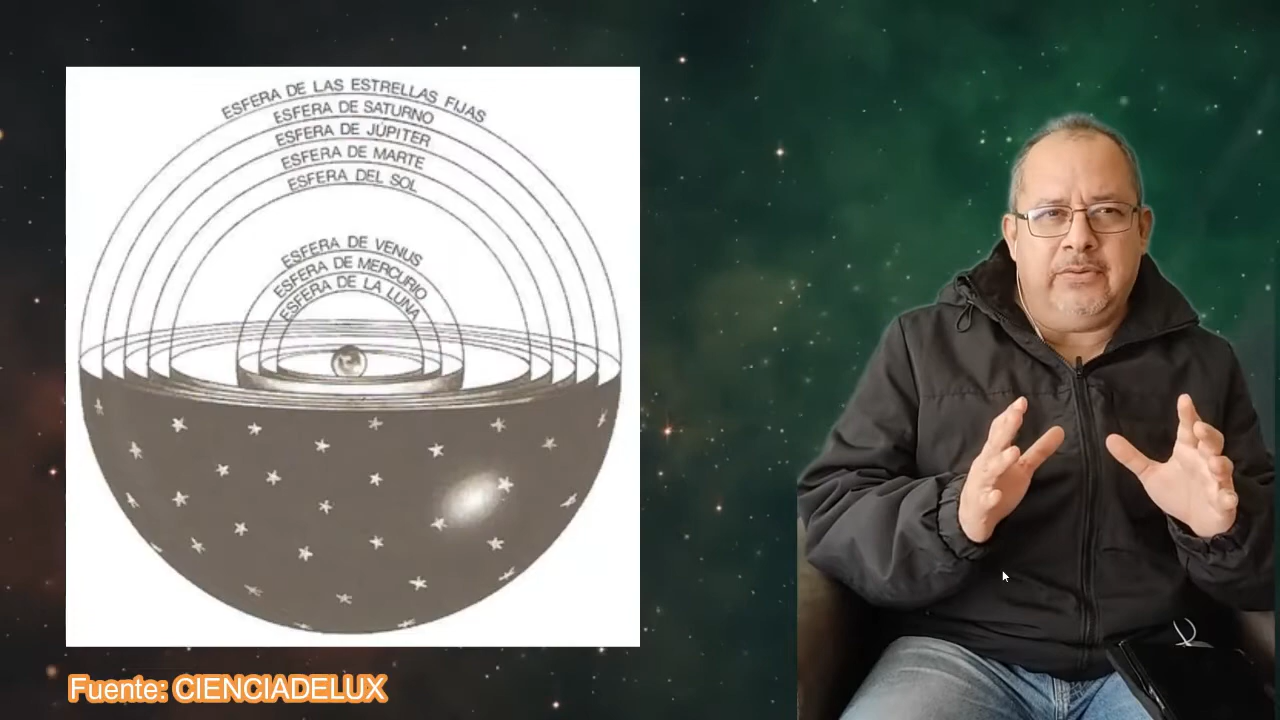 ESFERA DE LAS ESTRELLAS FIJAS
ESFERA DE SATURNO
ESFERA DE JÚPITER
ESFERA DE MARTE
ESFERA DEL SOL
ESFERA DE VENUS
ESFERA DE MERCURIO
ESFERA DE LA LUNA
Fuente: CIENCIADELUX